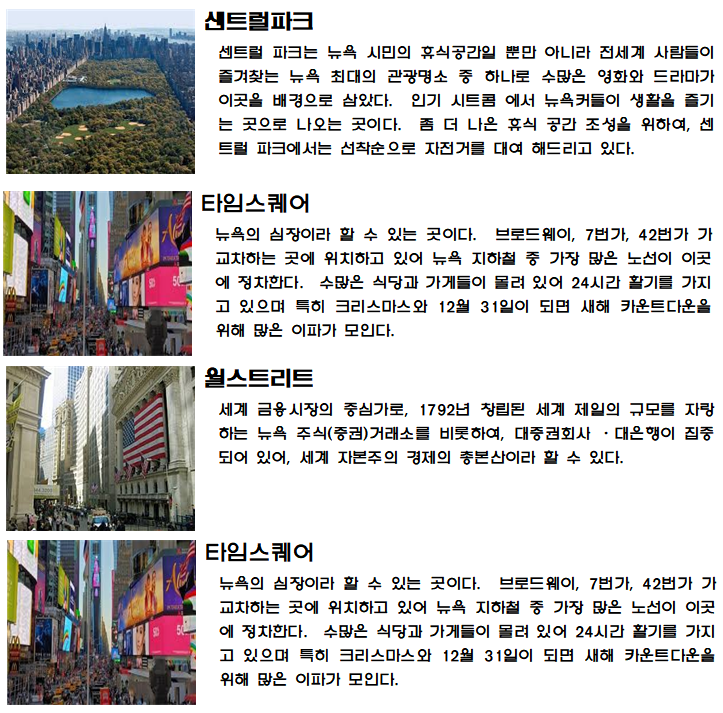 센트럴파크
센트럴 파크는 뉴욕 시민의 휴식공간일 뿐만 아니라 전세계 사람들이
즐겨찾는 뉴욕 최대의 관광명소 중 하나로 수많은 영화와 드라마가
이곳을 배경으로 삼았다. 인기 시트콤 에서 뉴욕커들이 생활을 즐기
는 곳으로 나오는 곳이다. 좀 더 나은 휴식 공간 조성을 위하여, 센
트럴 파크에서는 선착순으로 자전거를 대여 해드리고 있다.
타임스퀘어
뉴욕의 심장이라 할 수 있는 곳이다. 브로드웨이, 7번가, 42번가 가
교차하는 곳에 위치하고 있어 뉴욕 지하철 중 가장 많은 노선이 이곳
에 정차한다. 수많은 식당과 가게들이 몰려 있어 24시간 활기를 가지
고 있으며 특히 크리스마스와 12월 31일이 되면 새해 카운트다운을
위해 많은 이파가 모인다.
월스트리트
세계 금융시장의 중심가로, 1792년 창립된 세계 제일의 규모를 자랑
하는 뉴욕 주식(증권)거래소를 비롯하여, 대증권회사 ·대은행이 집중
되어 있어, 세계 자본주의 경제의 총본산이라 할 수 있다.
타임스퀘어
뉴욕의 심장이라 할 수 있는 곳이다. 브로드웨이, 7번가, 42번가 가
교차하는 곳에 위치하고 있어 뉴욕 지하철 중 가장 많은 노선이 이곳
에 정차한다. 수많은 식당과 가게들이 몰려 있어 24시간 활기를 가지
고 있으며 특히 크리스마스와 12월 31일이 되면 새해 카운트다운을
위해 많은 이파가 모인다.